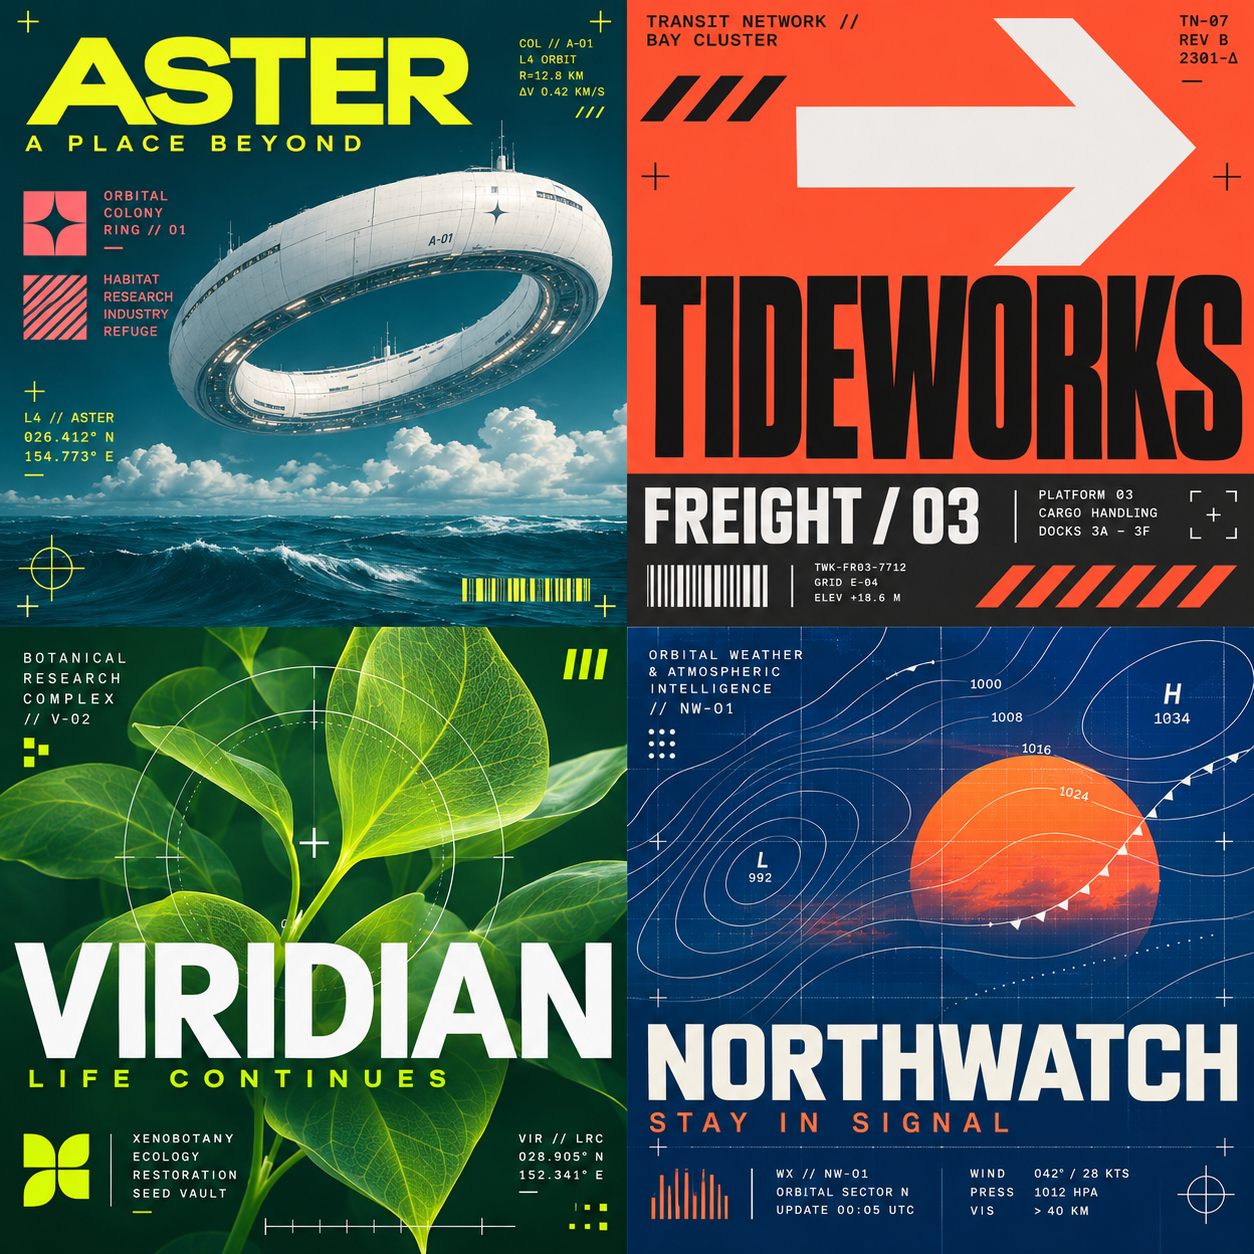 ASTER
A PLACE BEYOND
COL // A-01
L4 ORBIT
R=12.8 KM
ΔV 0.42 KM/S
///
ORBITAL
COLONY
RING // 01
HABITAT
RESEARCH
INDUSTRY
REFUGE
A-01
L4 // ASTER
026.412° N
154.773° E
TRANSIT NETWORK //
BAY CLUSTER
TN-07
REV B
2301-Δ
TIDEWORKS
FREIGHT / 03
PLATFORM 03
CARGO HANDLING
DOCKS 3A – 3F
TWK-FR03-7712
GRID E-04
ELEV +18.6 M
BOTANICAL
RESEARCH
COMPLEX
// V-02
VIRIDIAN
LIFE CONTINUES
XENOBOTANY
ECOLOGY
RESTORATION
SEED VAULT
VIR // LRC
028.905° N
152.341° E
ORBITAL WEATHER
& ATMOSPHERIC
INTELLIGENCE
// NW-01
1000
1008
1016
1024
H
1034
L
992
NORTHWATCH
STAY IN SIGNAL
WX // NW-01
ORBITAL SECTOR N
UPDATE 00:05 UTC
WIND 042° / 28 KTS
PRESS 1012 HPA
VIS > 40 KM